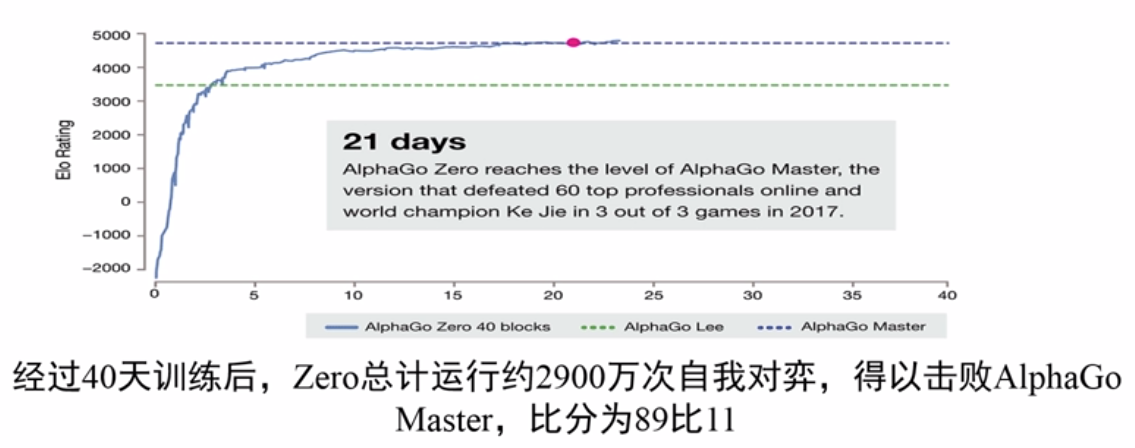 5000
4000
3000
2000
1000
0
−1000
−2000
Elo Rating
21 days
AlphaGo Zero reaches the level of AlphaGo Master, the
version that defeated 60 top professionals online and
world champion Ke Jie in 3 out of 3 games in 2017.
0 5 10 15 20 25 30 35 40
AlphaGo Zero 40 blocks AlphaGo Lee AlphaGo Master
经过40天训练后，Zero总计运行约2900万次自我对弈，得以击败AlphaGo
Master，比分为89比11